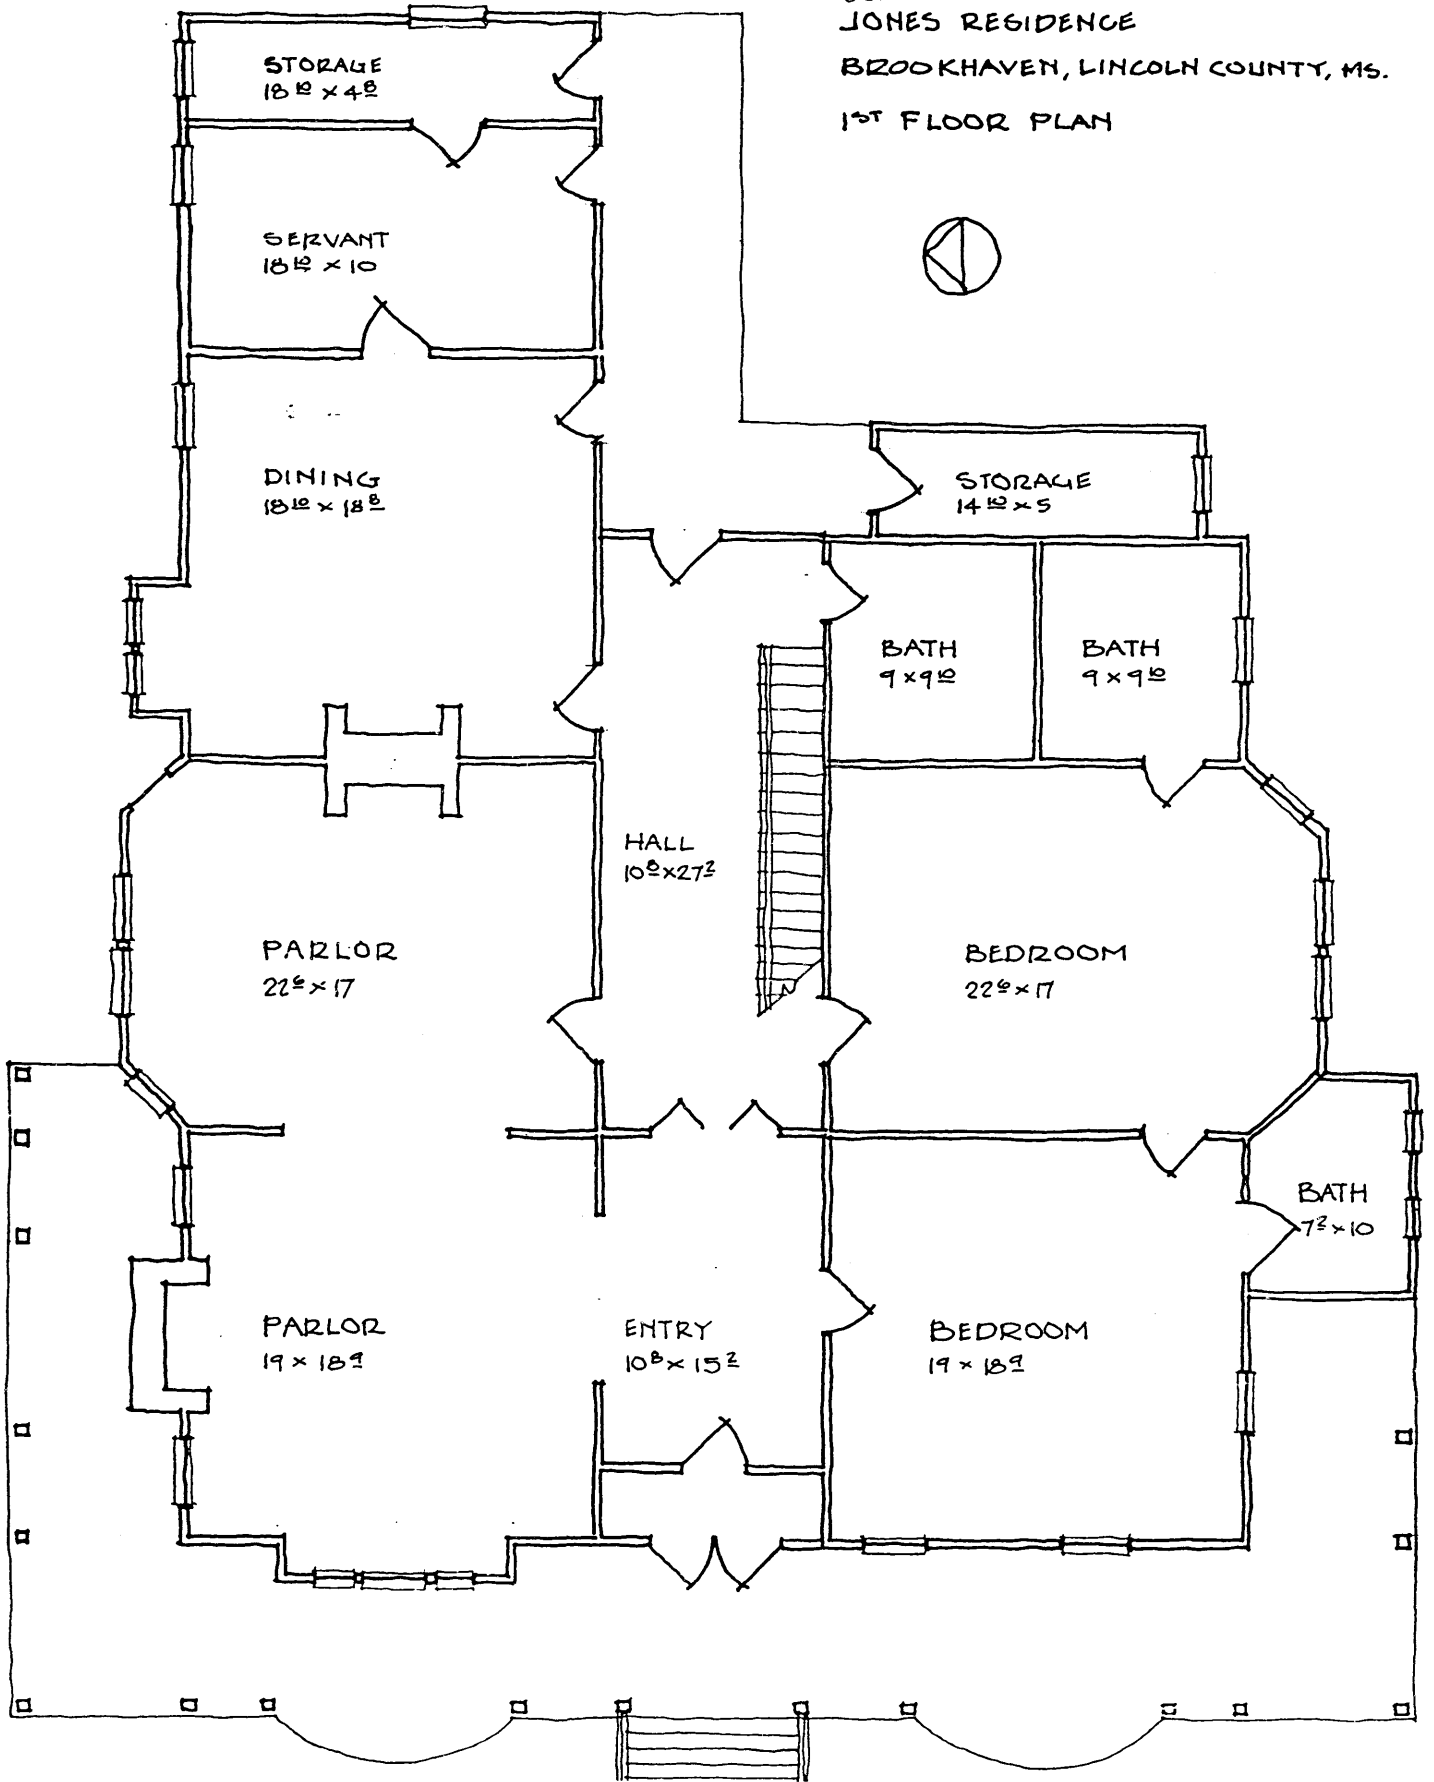 JONES RESIDENCE
BROOKHAVEN, LINCOLN COUNTY, MS.
1ST FLOOR PLAN
STORAGE
18 10 x 4 8
SERVANT
18 10 x 10
DINING
18 10 x 18 8
STORAGE
14 10 x 5
BATH
9 x 9 10
BATH
9 x 9 10
HALL
10 8 x 27 2
PARLOR
22 6 x 17
BEDROOM
22 6 x 17
BATH
7 2 x 10
PARLOR
19 x 18 9
ENTRY
10 8 x 15 2
BEDROOM
19 x 18 9